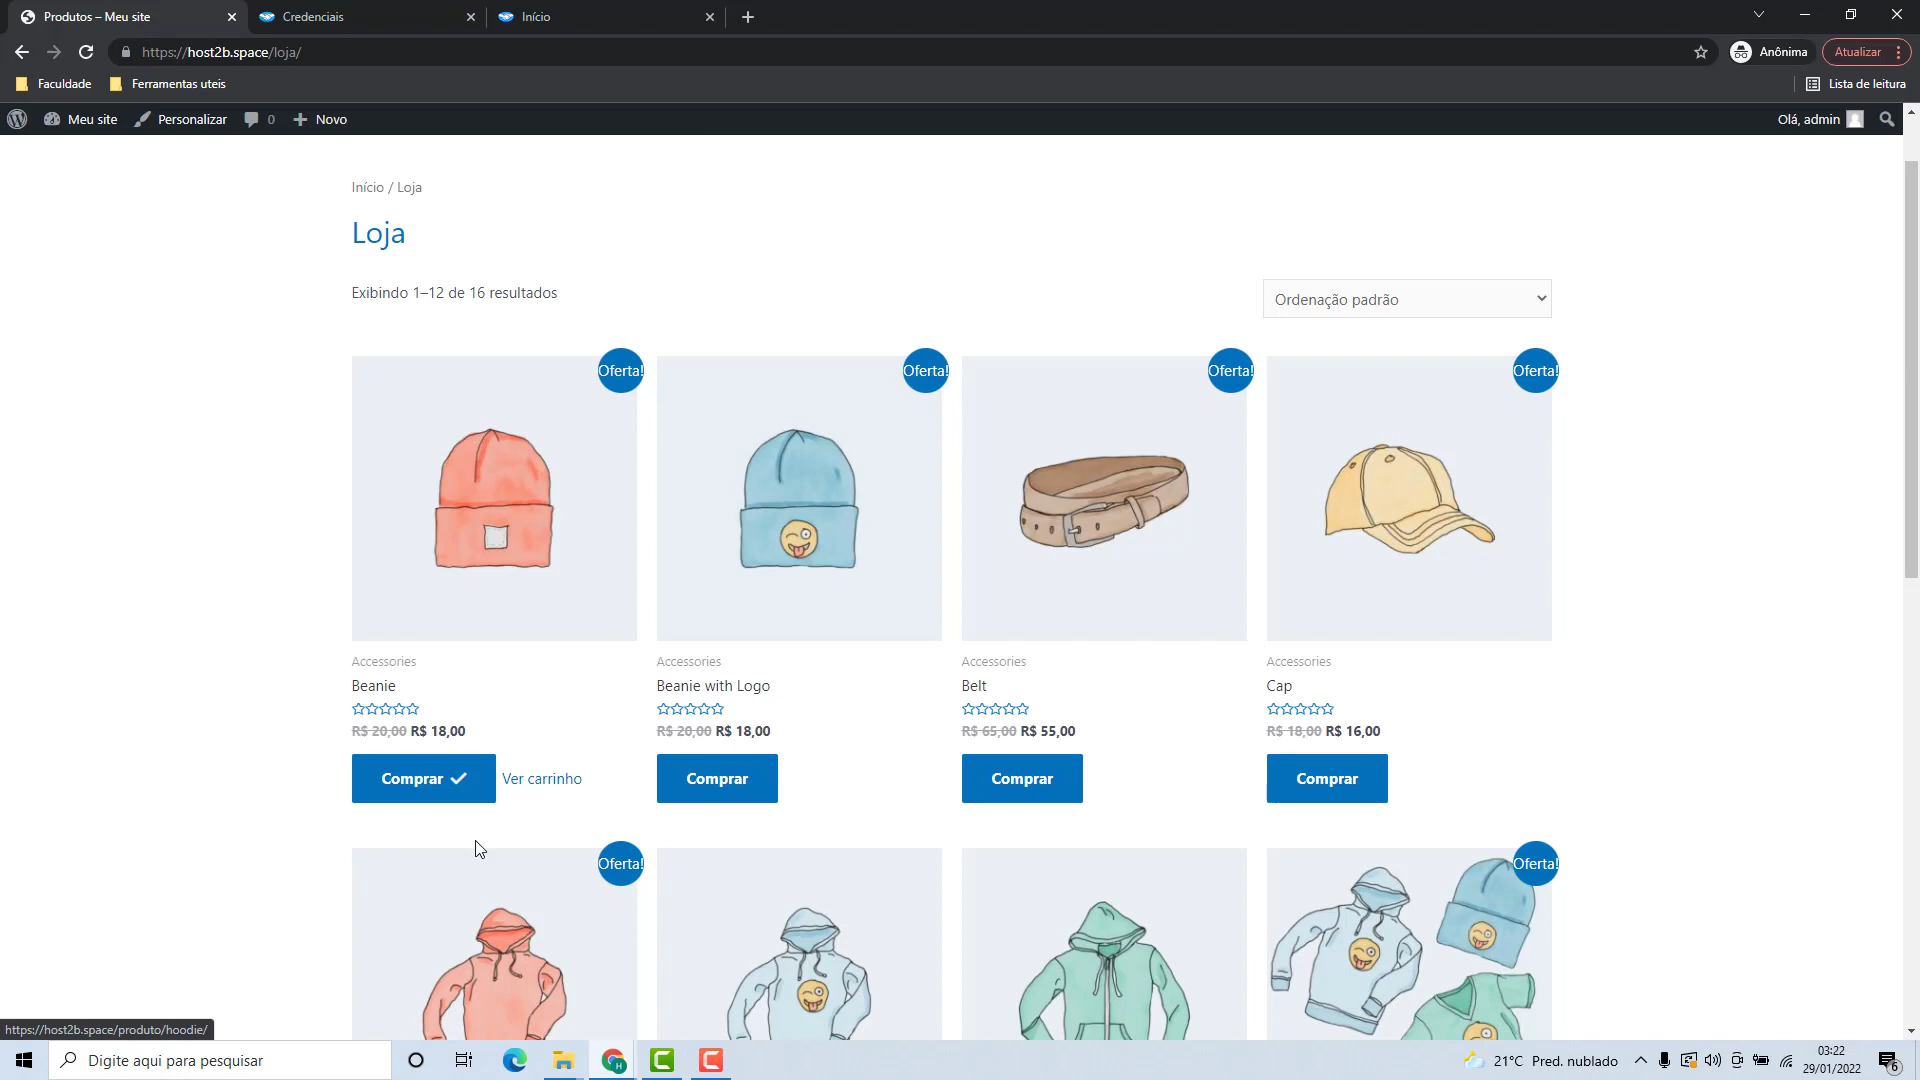 Produtos – Meu site
Credenciais
Início
https://host2b.space/loja/
Anônima
Atualizar
Faculdade
Ferramentas uteis
Lista de leitura
Meu site
Personalizar
0
Novo
Olá, admin
Início / Loja
Loja
Exibindo 1–12 de 16 resultados
Ordenação padrão
Oferta!
Oferta!
Oferta!
Oferta!
Accessories
Beanie
R$ 20,00 R$ 18,00
Comprar
Ver carrinho
Accessories
Beanie with Logo
R$ 20,00 R$ 18,00
Comprar
Accessories
Belt
R$ 65,00 R$ 55,00
Comprar
Accessories
Cap
R$ 18,00 R$ 16,00
Comprar
Oferta!
Oferta!
https://host2b.space/produto/hoodie/
Digite aqui para pesquisar
21°C Pred. nublado
03:22
29/01/2022
6